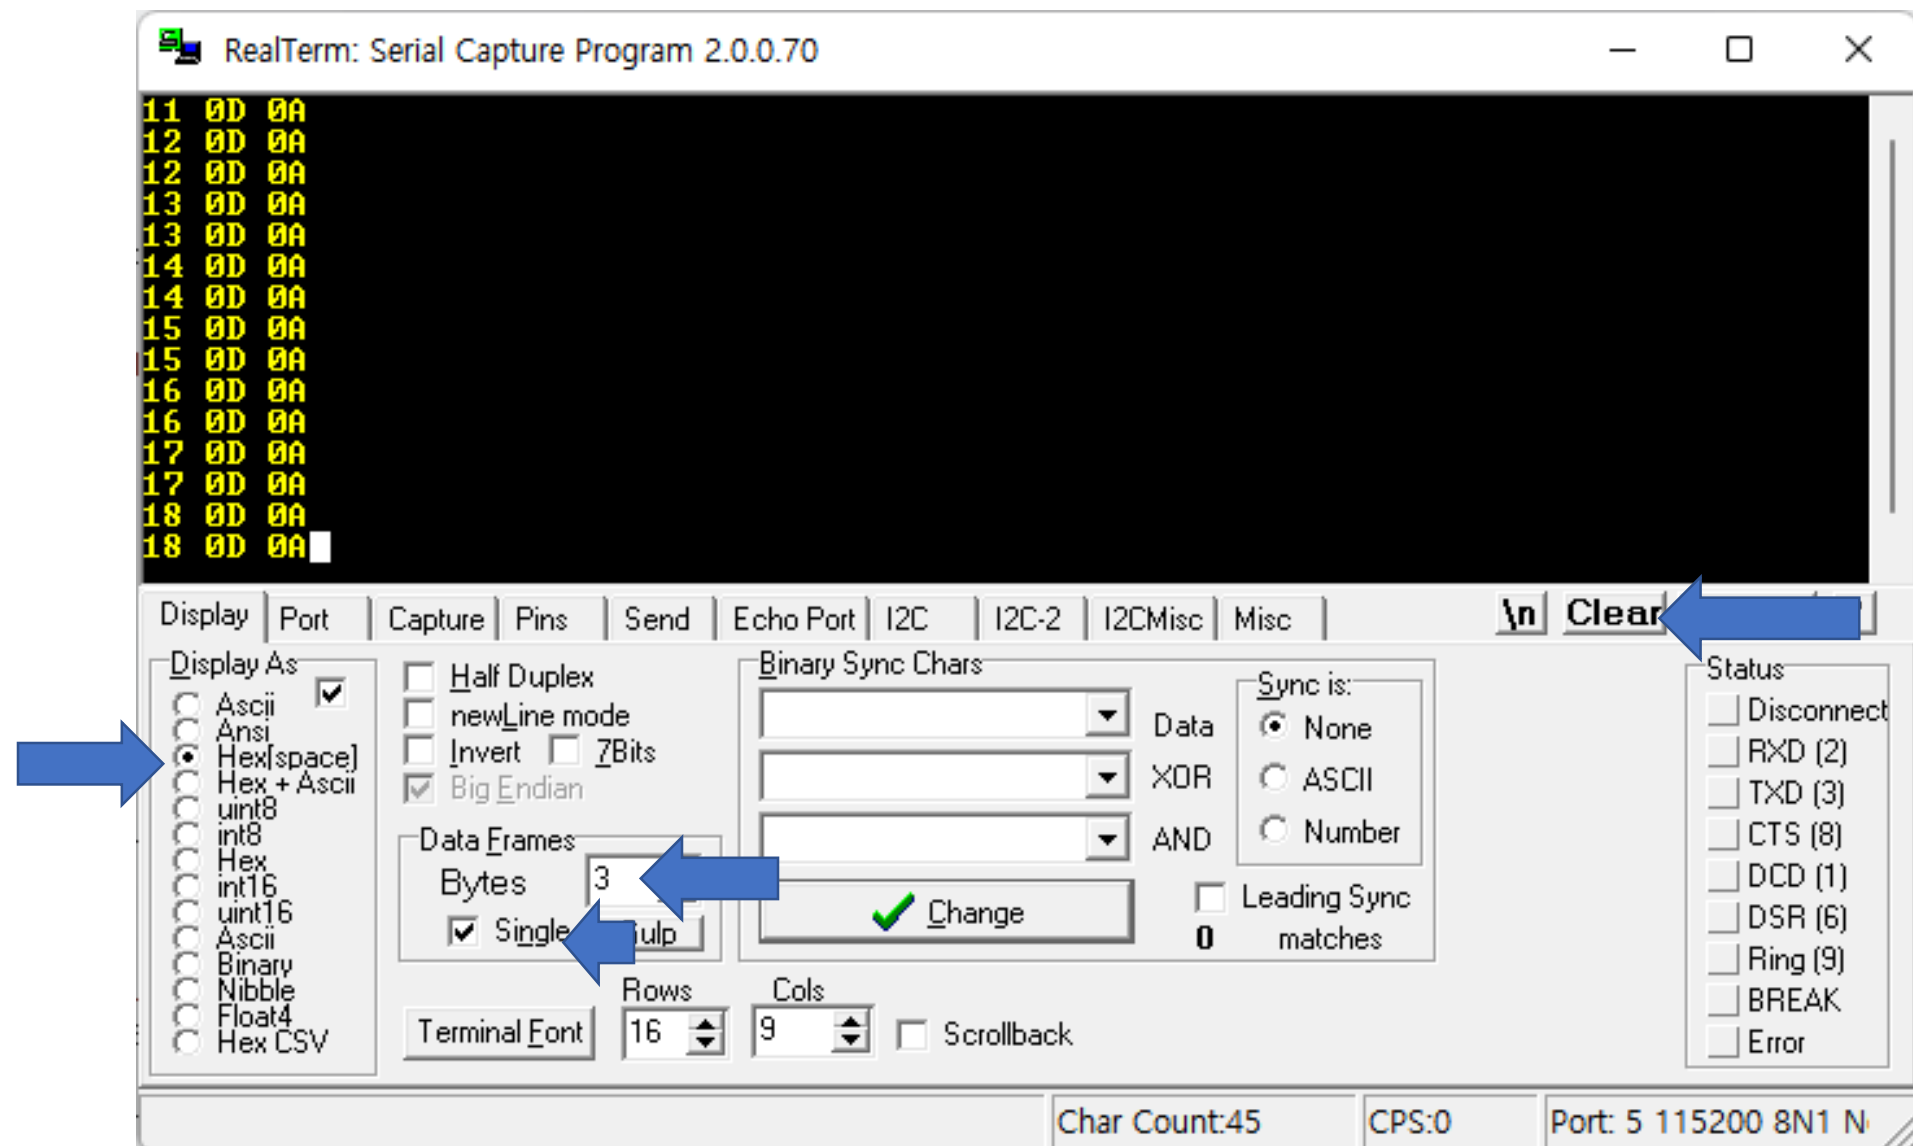 RealTerm: Serial Capture Program 2.0.0.70
11 0D 0A
12 0D 0A
12 0D 0A
13 0D 0A
13 0D 0A
14 0D 0A
14 0D 0A
15 0D 0A
15 0D 0A
16 0D 0A
16 0D 0A
17 0D 0A
17 0D 0A
18 0D 0A
18 0D 0A
Display Port Capture Pins Send Echo Port I2C I2C-2 I2CMisc Misc \n Clear
Display As
Ascii
Ansi
Hex[space]
Hex + Ascii
uint8
int8
Hex
int16
uint16
Ascii
Binary
Nibble
Float4
Hex CSV
Half Duplex
newLine mode
Invert 7Bits
Big Endian
Data Frames
Bytes 3
Single
Terminal Font
Rows
16
Cols
9
Scrollback
Binary Sync Chars
Data
XOR
AND
Change
Sync is:
None
ASCII
Number
Leading Sync
0 matches
Status
Disconnect
RXD (2)
TXD (3)
CTS (8)
DCD (1)
DSR (6)
Ring (9)
BREAK
Error
Char Count:45 CPS:0 Port: 5 115200 8N1 N